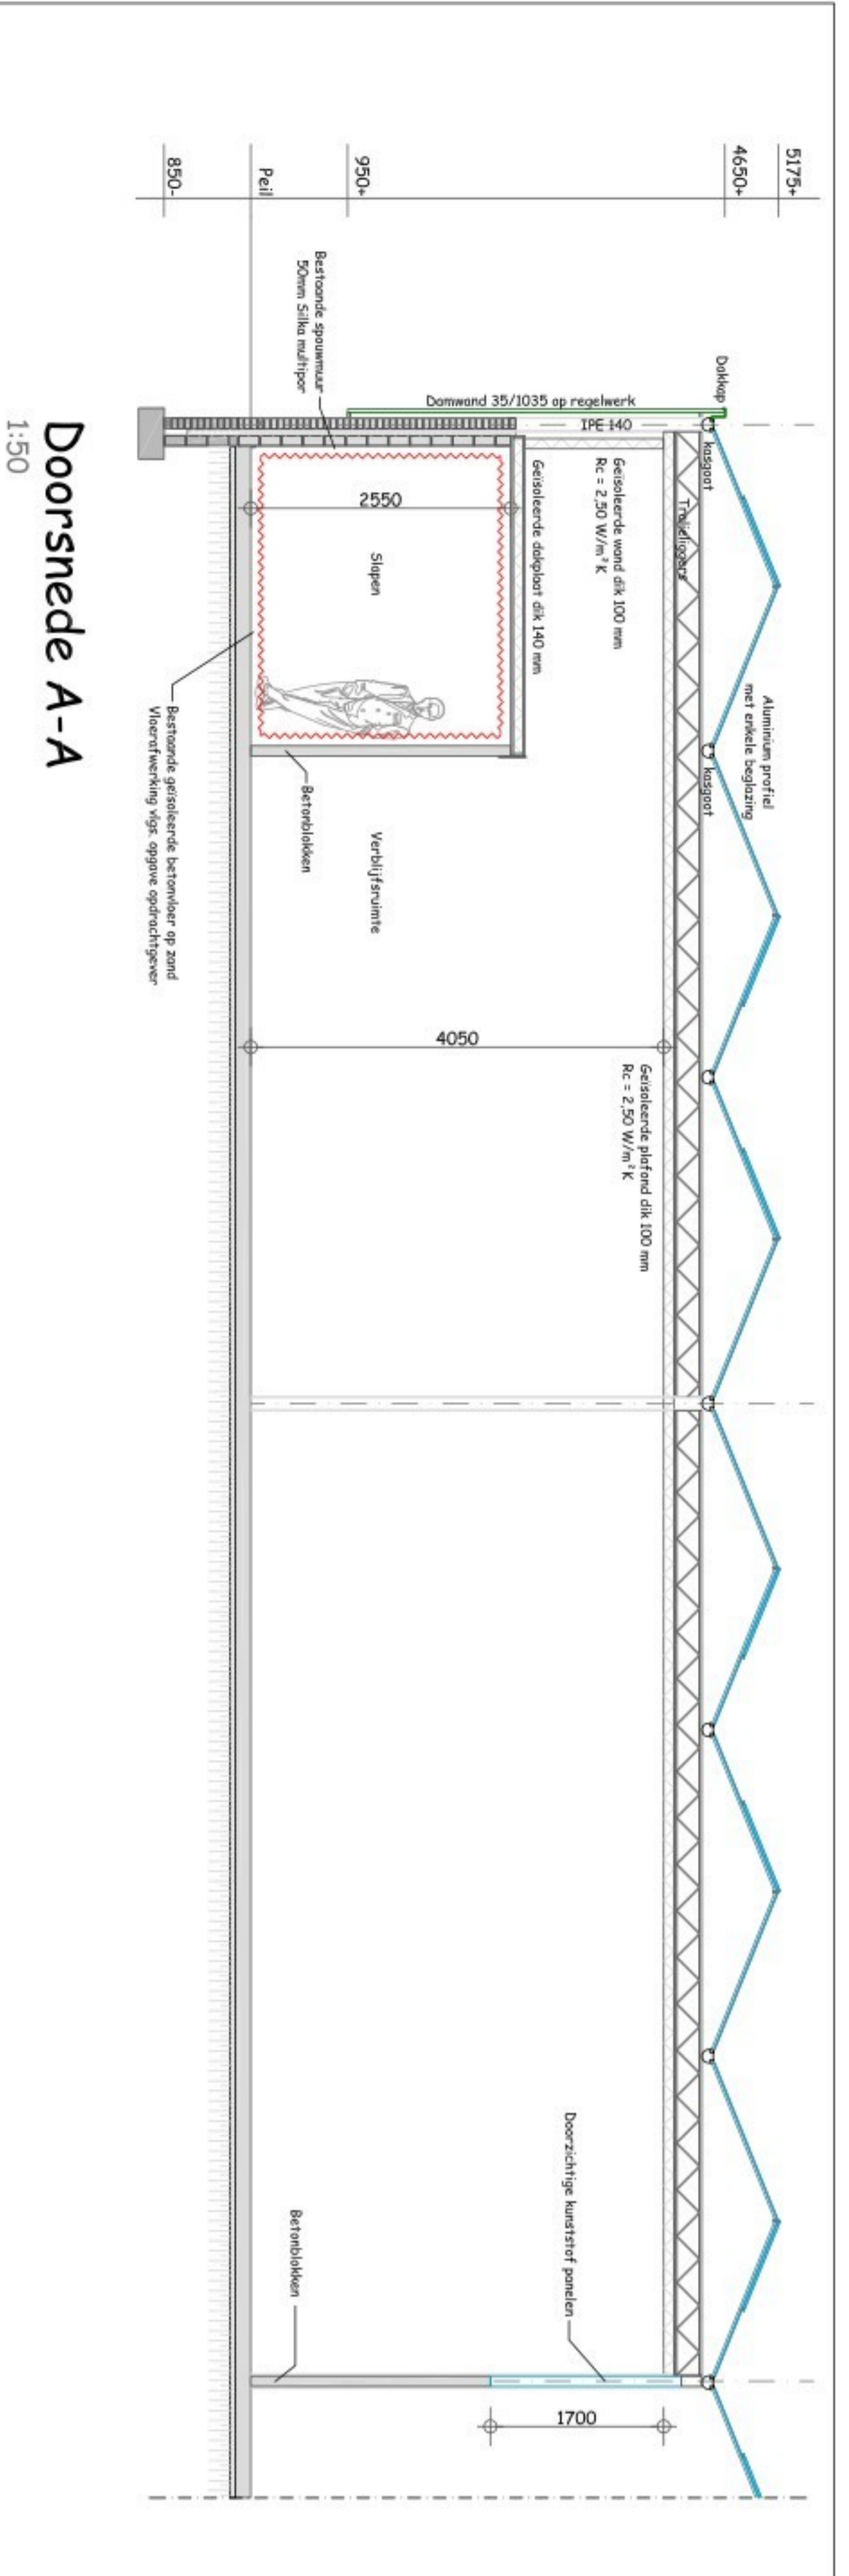 5175+
4650+
950+
Peil
850-
Dakkap
kasgoot
kasgoot
Aluminium profiel
met enkele beglazing
Tralieliggers
Damwand 35/1035 op regelwerk
IPE 140
Geïsoleerde wand dik 100 mm
Rc = 2,50 W/m²K
Geïsoleerde dakplaat dik 140 mm
Bestaande spouwmuur
50mm Silka multipor
2550
Slapen
Verblijfsruimte
Betonblokken
4050
Geïsoleerde plafond dik 100 mm
Rc = 2,50 W/m²K
Doorzichtige kunststof panelen
Betonblokken
1700
Bestaande geïsoleerde betonvloer op zand
Vloerafwerking vlgs. opgave opdrachtgever
Doorsnede A-A
1:50